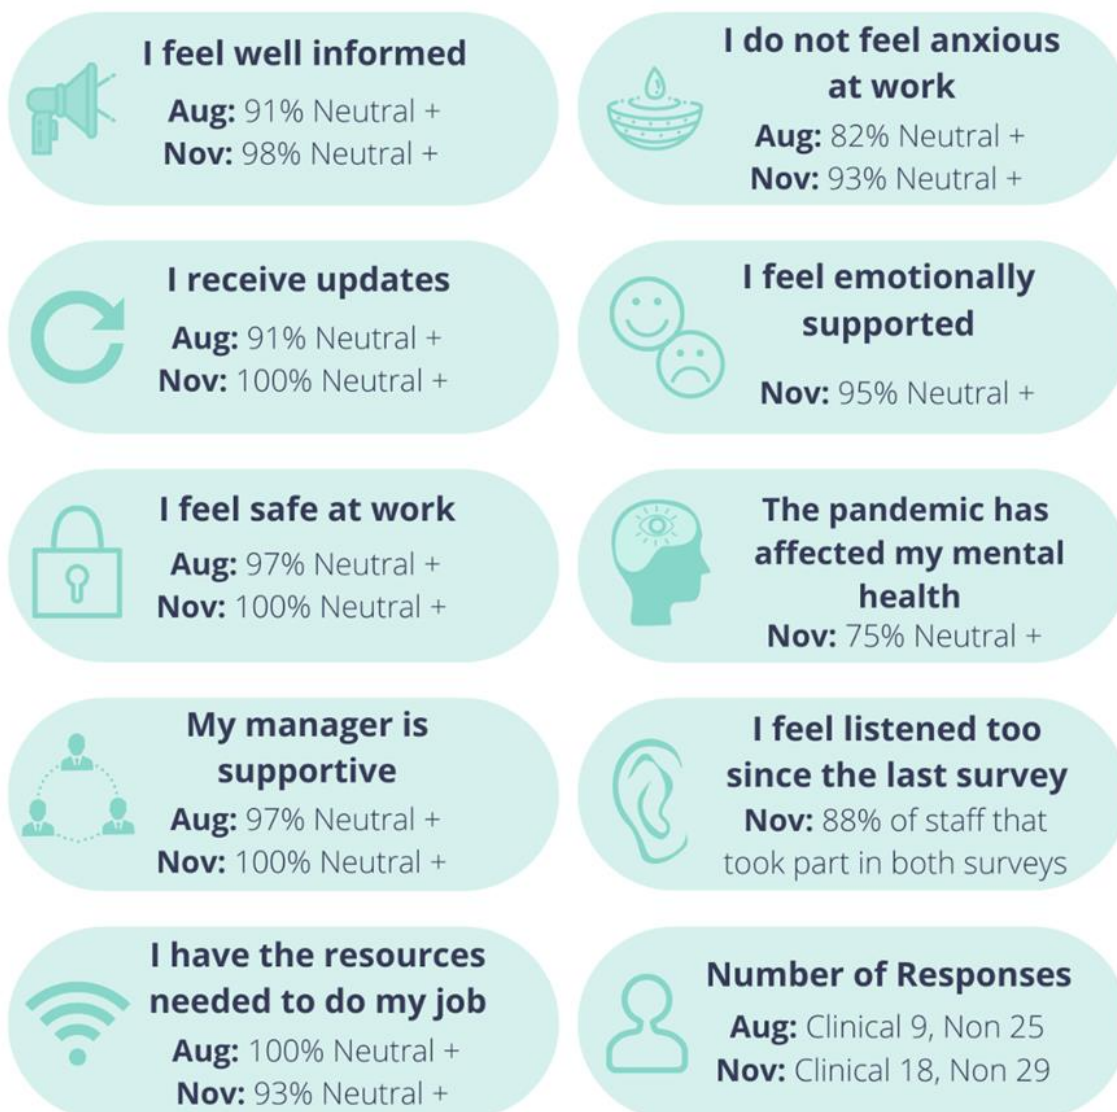 I feel well informed
Aug: 91% Neutral +
Nov: 98% Neutral +
I do not feel anxious
at work
Aug: 82% Neutral +
Nov: 93% Neutral +
I receive updates
Aug: 91% Neutral +
Nov: 100% Neutral +
I feel emotionally
supported
Nov: 95% Neutral +
I feel safe at work
Aug: 97% Neutral +
Nov: 100% Neutral +
The pandemic has
affected my mental
health
Nov: 75% Neutral +
My manager is
supportive
Aug: 97% Neutral +
Nov: 100% Neutral +
I feel listened too
since the last survey
Nov: 88% of staff that
took part in both surveys
I have the resources
needed to do my job
Aug: 100% Neutral +
Nov: 93% Neutral +
Number of Responses
Aug: Clinical 9, Non 25
Nov: Clinical 18, Non 29